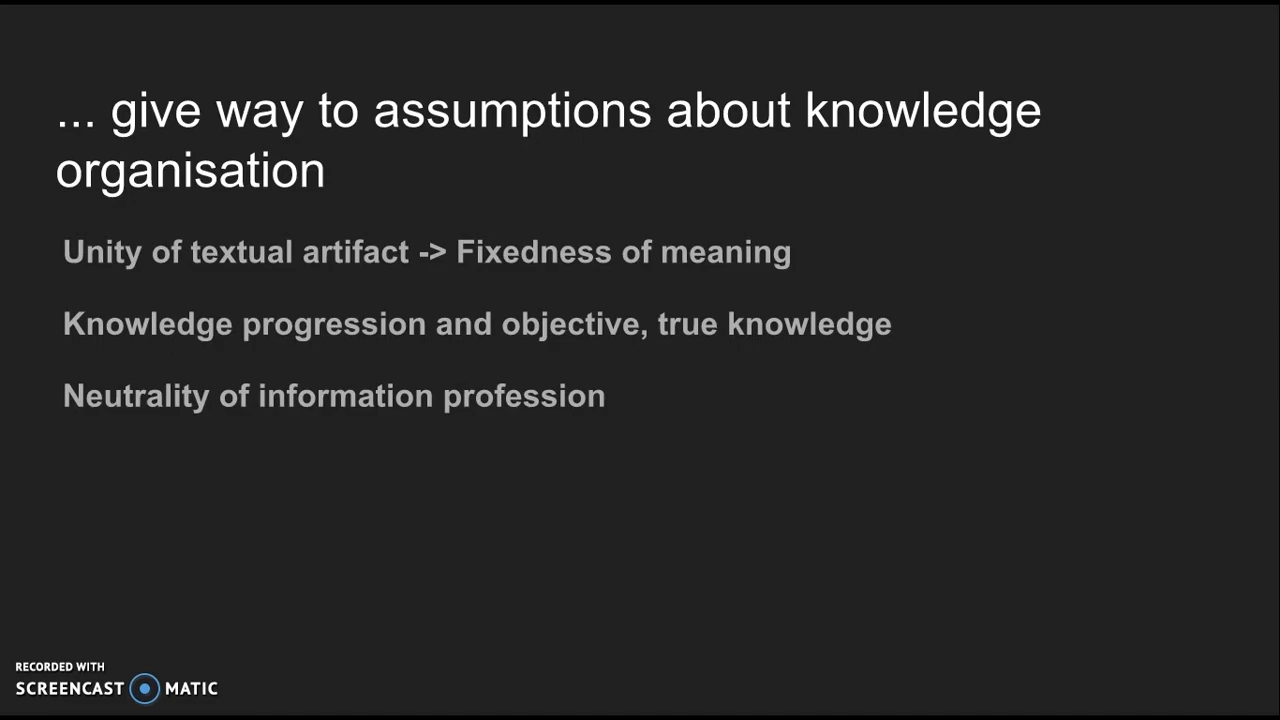 ... give way to assumptions about knowledge
organisation
Unity of textual artifact -> Fixedness of meaning
Knowledge progression and objective, true knowledge
Neutrality of information profession
RECORDED WITH
SCREENCAST MATIC